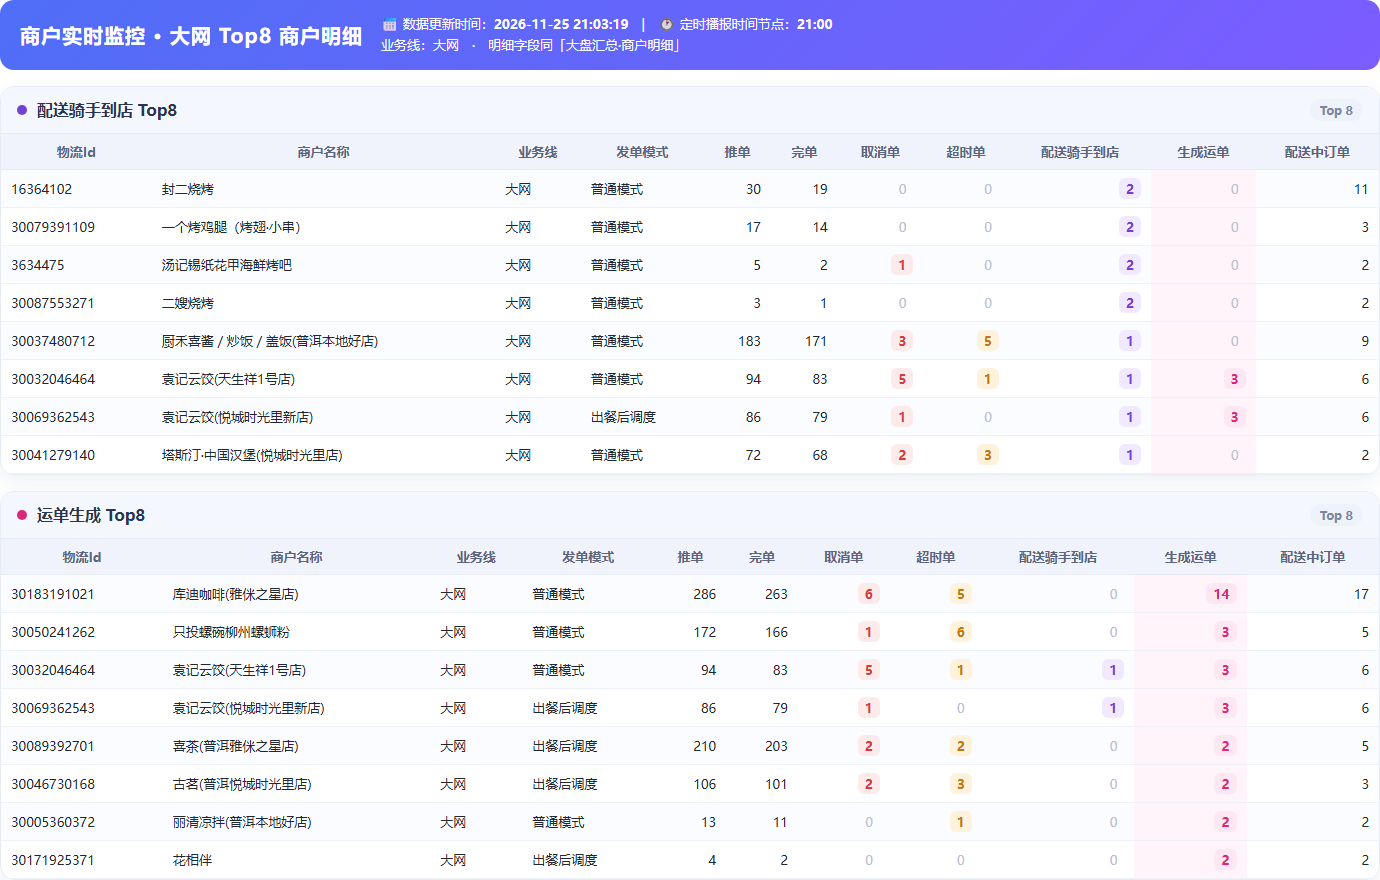 商户实时监控 · 大网 Top8 商户明细
数据更新时间：2026-11-25 21:03:19 | 定时播报时间节点：21:00
业务线：大网 · 明细字段同「大盘汇总·商户明细」
配送骑手到店 Top8 Top 8
物流Id 商户名称 业务线 发单模式 推单 完单 取消单 超时单 配送骑手到店 生成运单 配送中订单
16364102 封二烧烤 大网 普通模式 30 19 0 0 2 0 11
30079391109 一个烤鸡腿（烤翅·小串） 大网 普通模式 17 14 0 0 2 0 3
3634475 汤记锡纸花甲海鲜烤吧 大网 普通模式 5 2 1 0 2 0 2
30087553271 二嫂烧烤 大网 普通模式 3 1 0 0 2 0 2
30037480712 厨禾喜酱 / 炒饭 / 盖饭(普洱本地好店) 大网 普通模式 183 171 3 5 1 0 9
30032046464 袁记云饺(天生祥1号店) 大网 普通模式 94 83 5 1 1 3 6
30069362543 袁记云饺(悦城时光里新店) 大网 出餐后调度 86 79 1 0 1 3 6
30041279140 塔斯汀·中国汉堡(悦城时光里店) 大网 普通模式 72 68 2 3 1 0 2
运单生成 Top8 Top 8
物流Id 商户名称 业务线 发单模式 推单 完单 取消单 超时单 配送骑手到店 生成运单 配送中订单
30183191021 库迪咖啡(雅侎之星店) 大网 普通模式 286 263 6 5 0 14 17
30050241262 只投螺碗柳州螺蛳粉 大网 普通模式 172 166 1 6 0 3 5
30032046464 袁记云饺(天生祥1号店) 大网 普通模式 94 83 5 1 1 3 6
30069362543 袁记云饺(悦城时光里新店) 大网 出餐后调度 86 79 1 0 1 3 6
30089392701 喜茶(普洱雅侎之星店) 大网 出餐后调度 210 203 2 2 0 2 5
30046730168 古茗(普洱悦城时光里店) 大网 出餐后调度 106 101 2 3 0 2 3
30005360372 丽清凉拌(普洱本地好店) 大网 普通模式 13 11 0 1 0 2 2
30171925371 花相伴 大网 出餐后调度 4 2 0 0 0 2 2